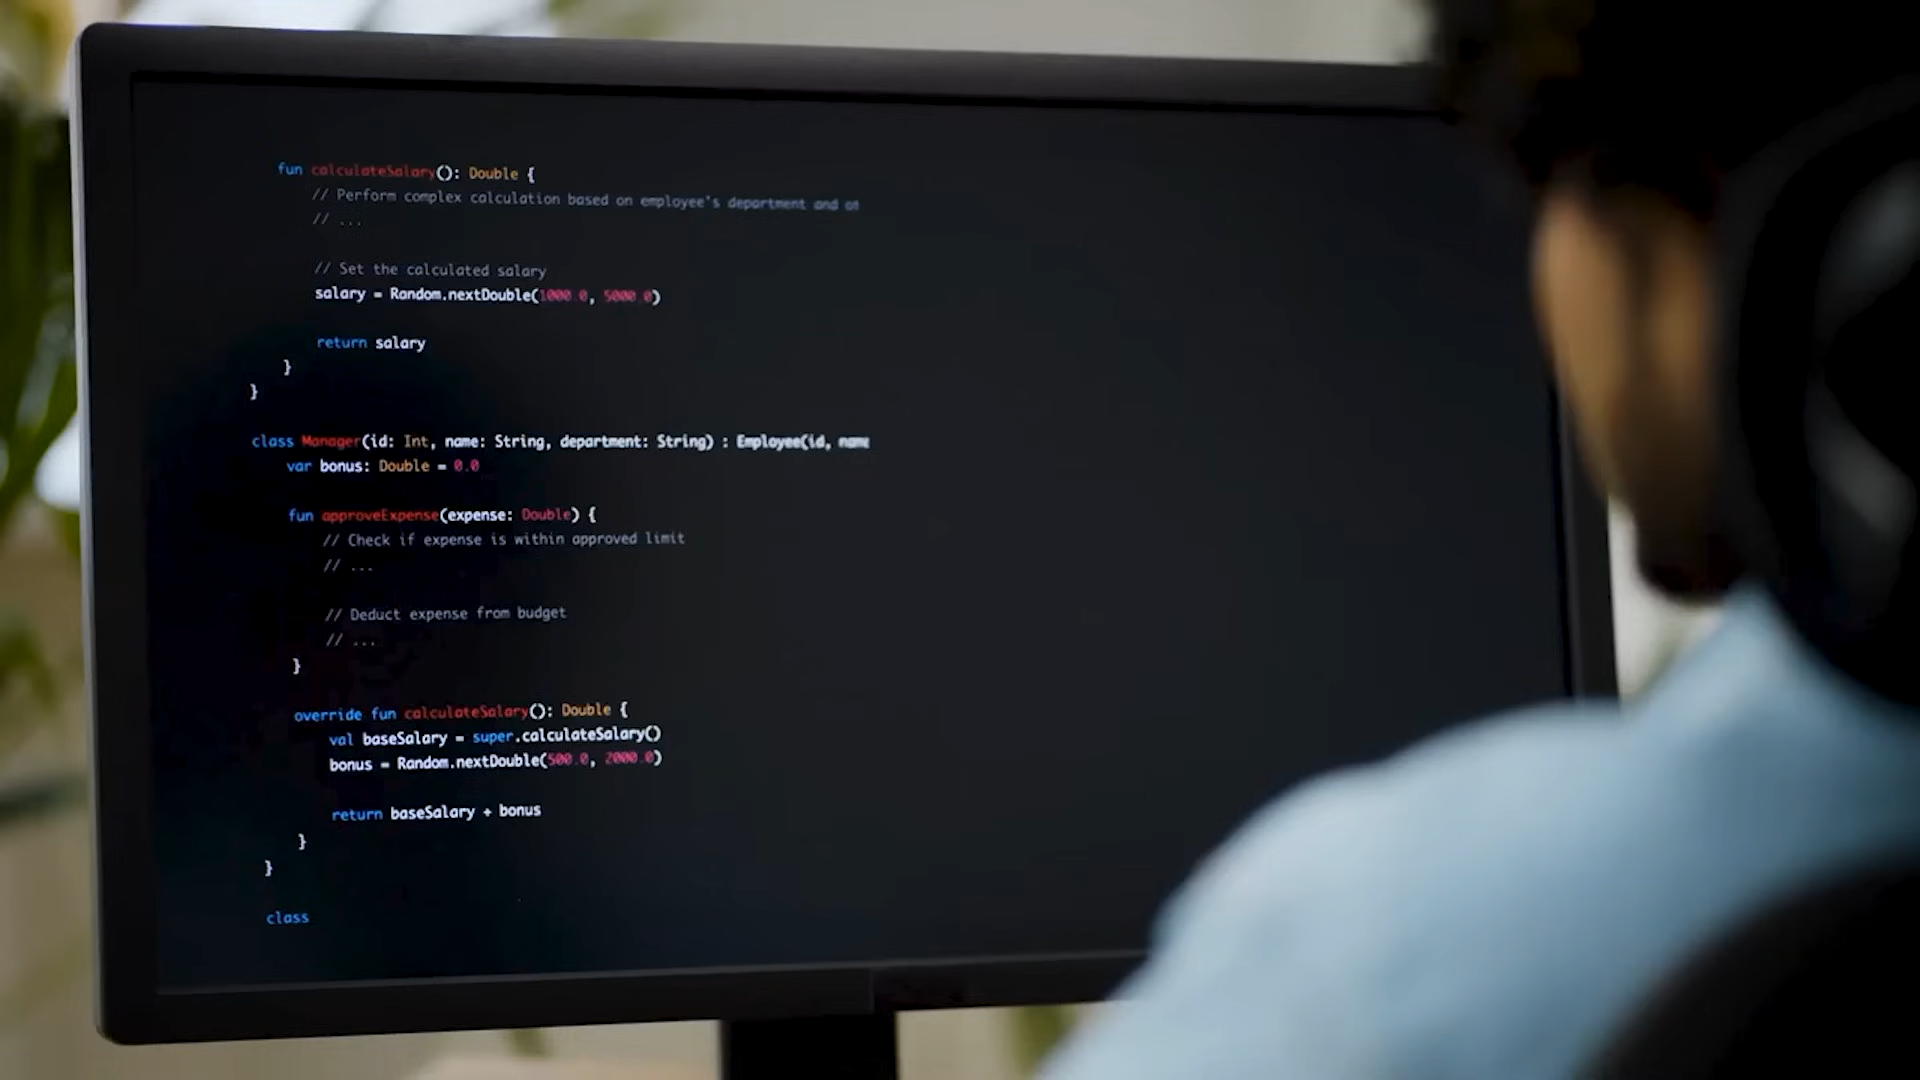 fun calculateSalary(): Double {
// Perform complex calculation based on employee's department and ot
// ...
// Set the calculated salary
salary = Random.nextDouble(1000.0, 5000.0)
return salary
}
}
class Manager(id: Int, name: String, department: String) : Employee(id, name
var bonus: Double = 0.0
fun approveExpense(expense: Double) {
// Check if expense is within approved limit
// ...
// Deduct expense from budget
// ...
}
override fun calculateSalary(): Double {
val baseSalary = super.calculateSalary()
bonus = Random.nextDouble(500.0, 2000.0)
return baseSalary + bonus
}
}
class